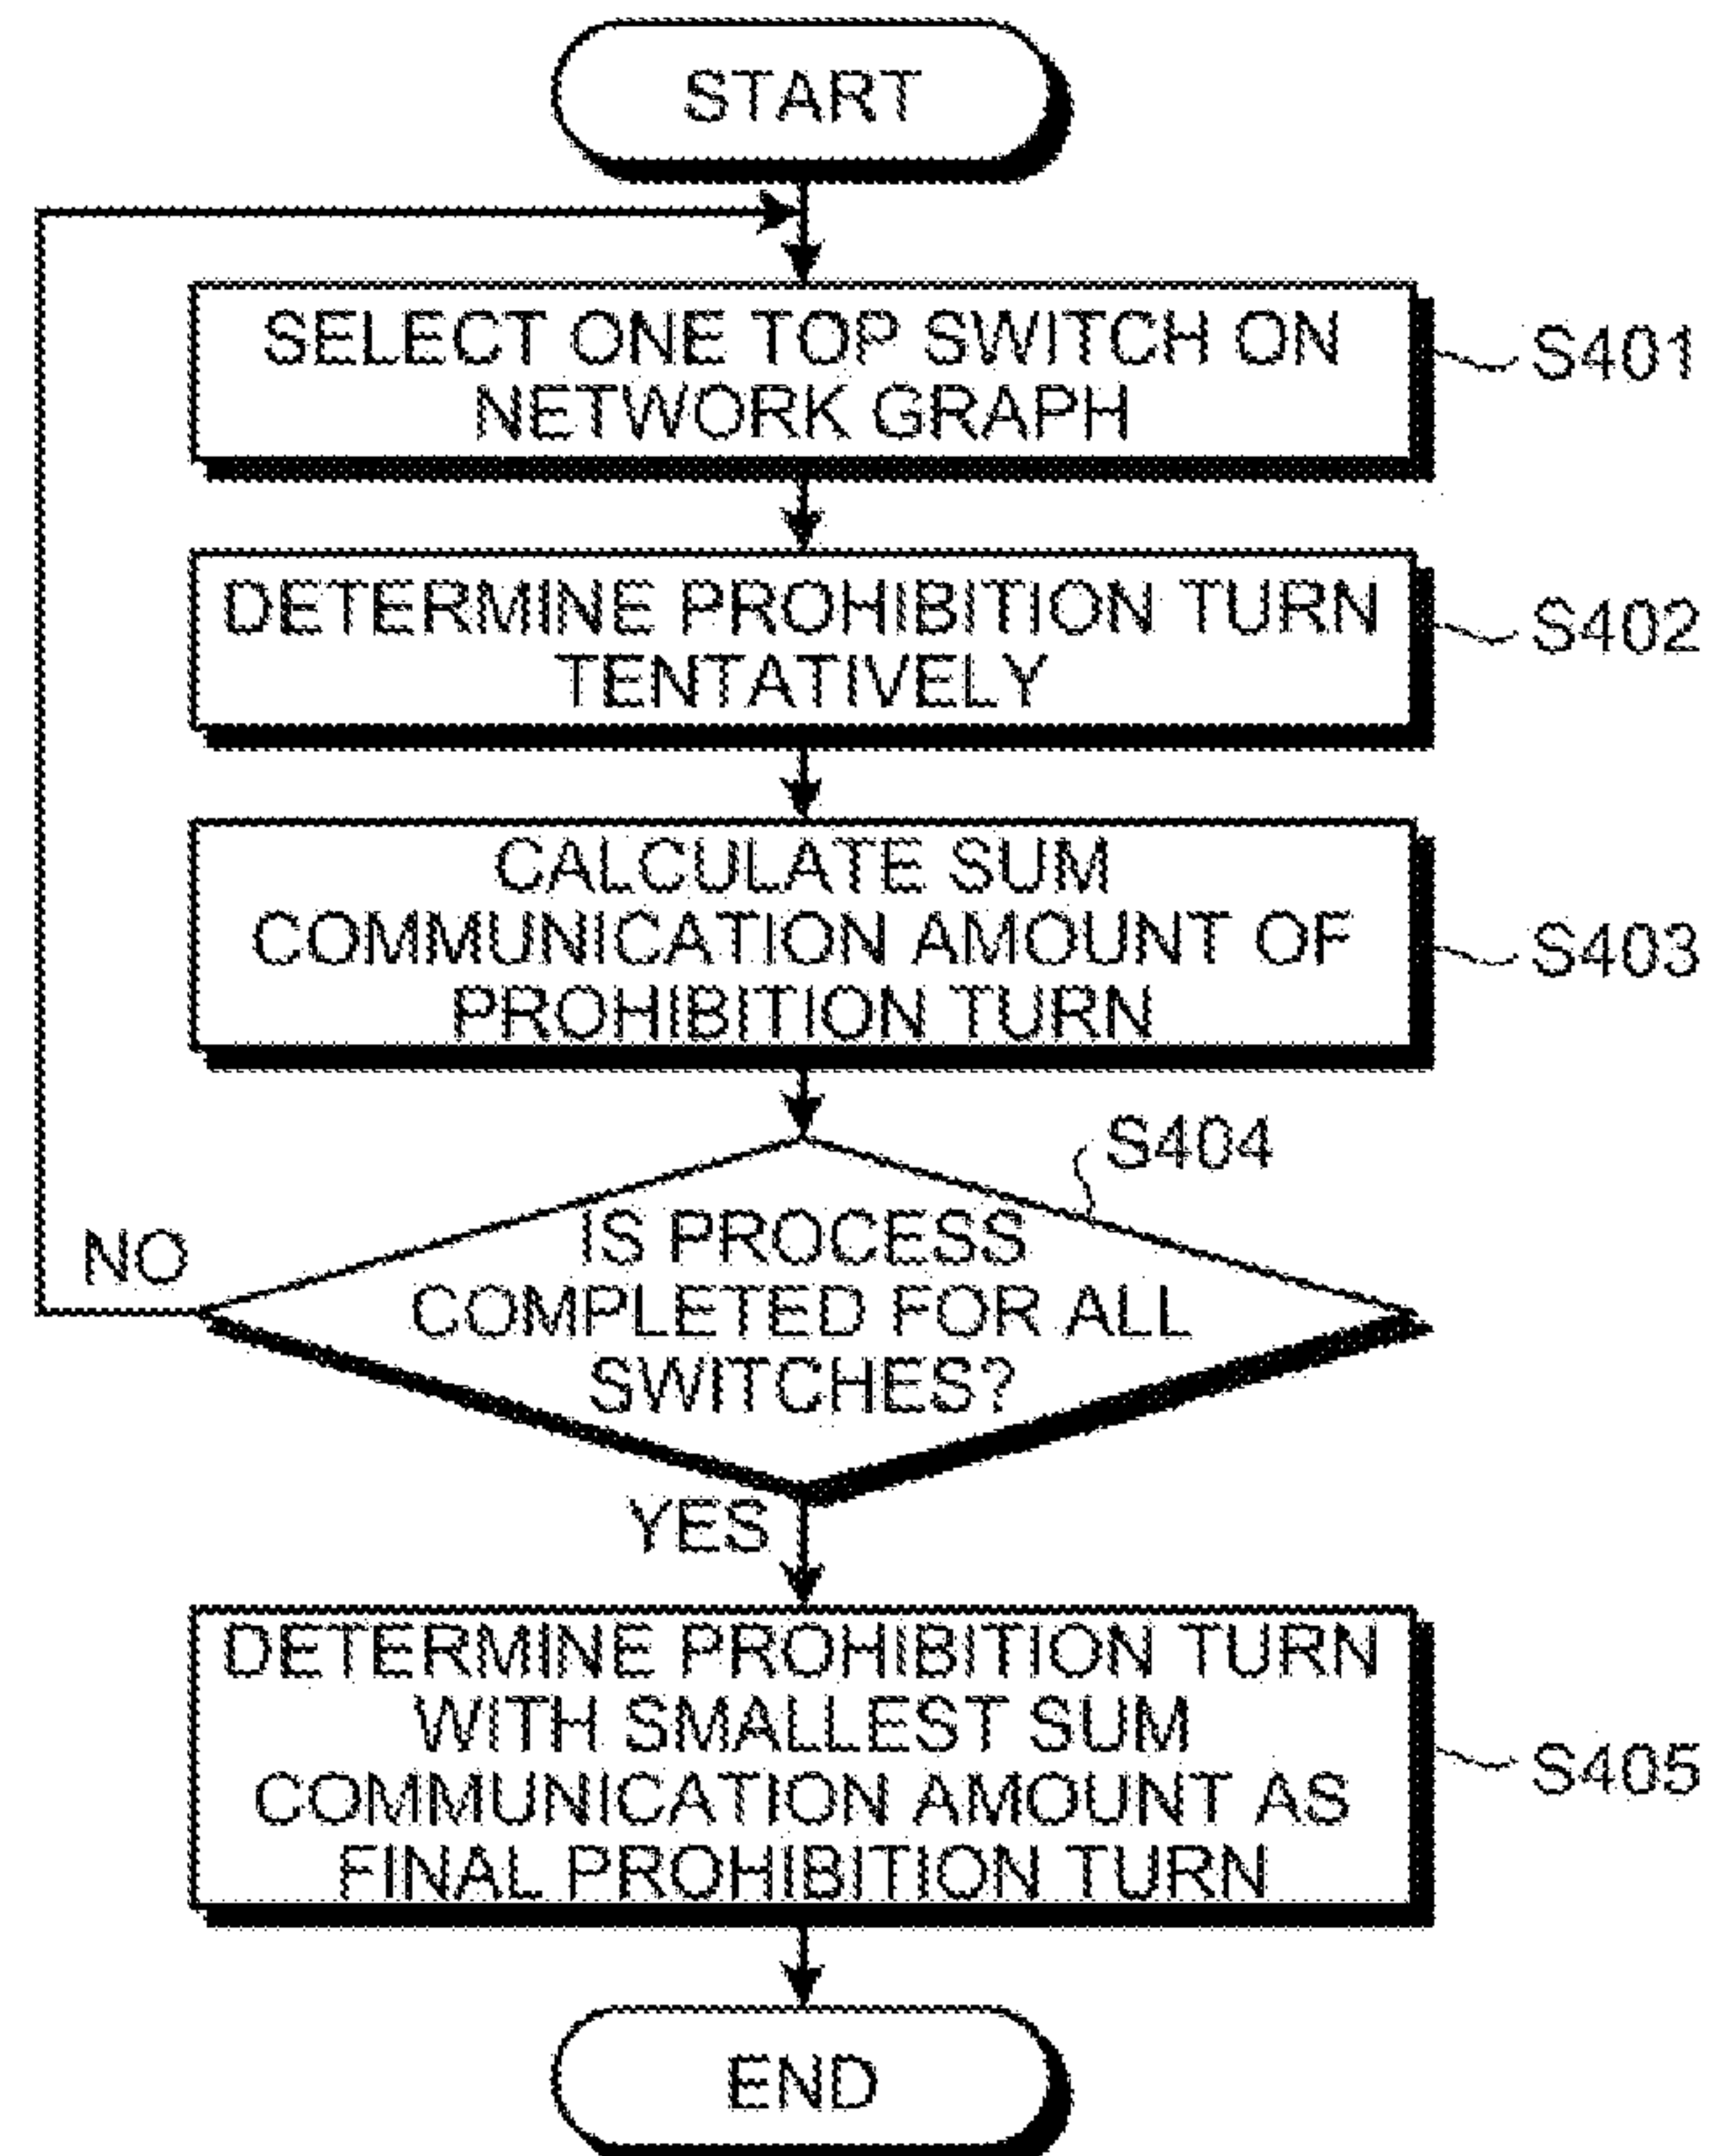 START
SELECT ONE TOP SWITCH ON
NETWORK GRAPH
S401
DETERMINE PROHIBITION TURN
TENTATIVELY
S402
CALCULATE SUM
COMMUNICATION AMOUNT OF
PROHIBITION TURN
S403
S404
IS PROCESS
COMPLETED FOR ALL
SWITCHES?
NO
YES
DETERMINE PROHIBITION TURN
WITH SMALLEST SUM
COMMUNICATION AMOUNT AS
FINAL PROHIBITION TURN
S405
END